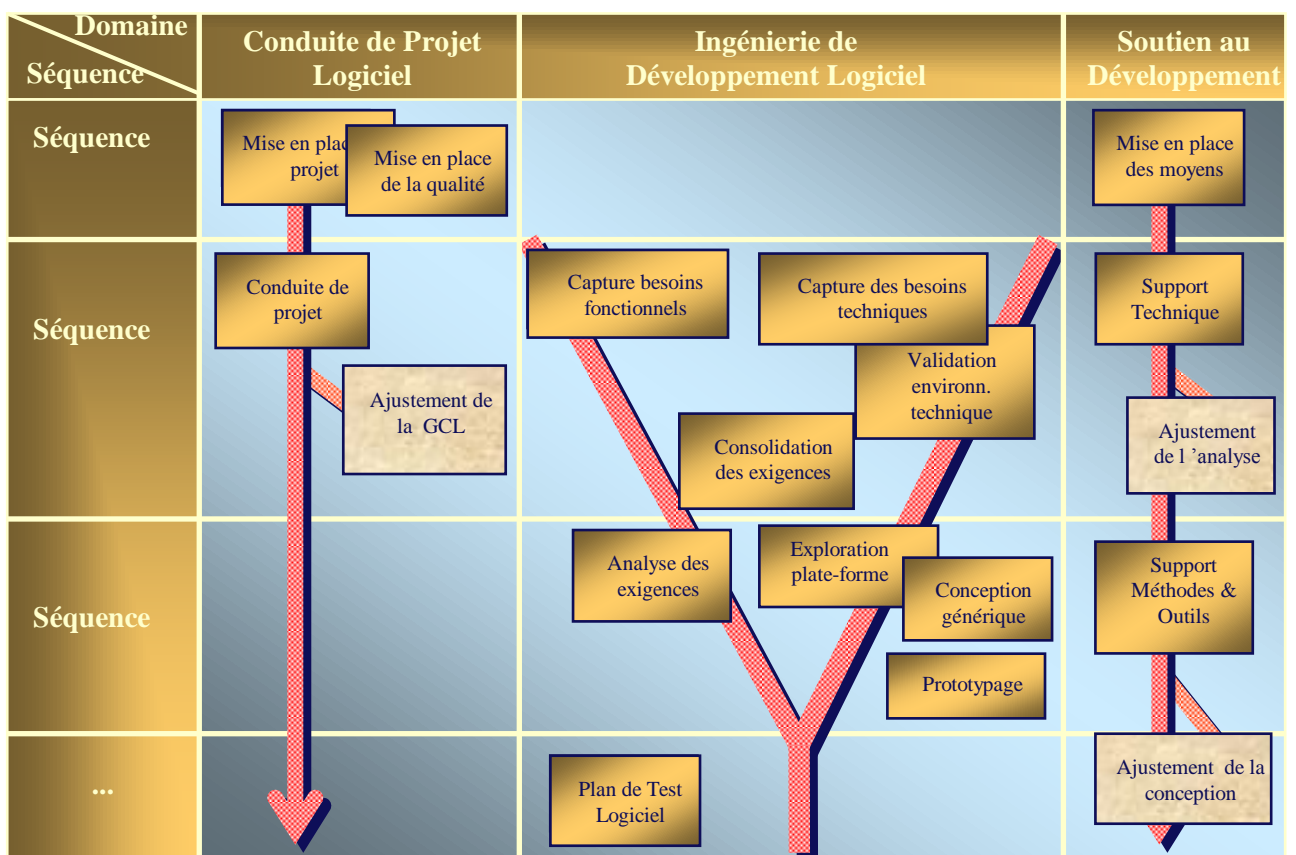 Domaine
Séquence
Conduite de Projet
Logiciel
Ingénierie de
Développement Logiciel
Soutien au
Développement
Séquence
Mise en
projet
Mise en place
de la qualité
Mise en place
des moyens
Séquence
Conduite de
projet
Ajustement de
la GCL
Capture besoins
fonctionnels
Capture des besoins
techniques
Validation
environn.
technique
Consolidation
des exigences
Support
Technique
Ajustement
de l ’analyse
Séquence
Analyse des
exigences
Exploration
plate-forme
Conception
générique
Prototypage
Support
Méthodes &
Outils
...
Plan de Test
Logiciel
Ajustement de la
conception